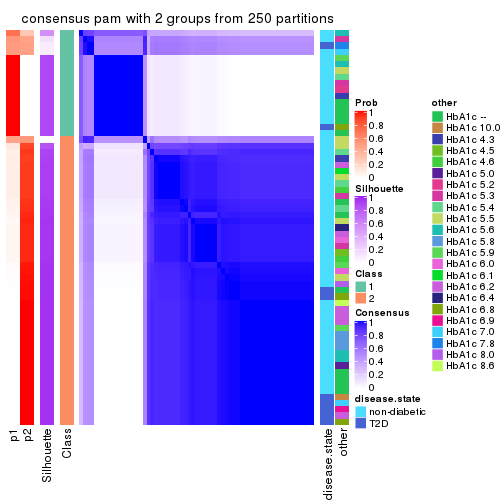 consensus pam with 2 groups from 250 partitions
p1
p2
Silhouette
Class
disease.state
other
Prob
1
0.8
0.6
0.4
0.2
0
Silhouette
1
0.8
0.6
0.4
0.2
0
Class
1
2
Consensus
1
0.8
0.6
0.4
0.2
0
disease.state
non-diabetic
T2D
other
HbA1c --
HbA1c 10.0
HbA1c 4.3
HbA1c 4.5
HbA1c 4.6
HbA1c 5.0
HbA1c 5.2
HbA1c 5.3
HbA1c 5.4
HbA1c 5.5
HbA1c 5.6
HbA1c 5.8
HbA1c 5.9
HbA1c 6.0
HbA1c 6.1
HbA1c 6.2
HbA1c 6.4
HbA1c 6.8
HbA1c 6.9
HbA1c 7.0
HbA1c 7.8
HbA1c 8.0
HbA1c 8.6